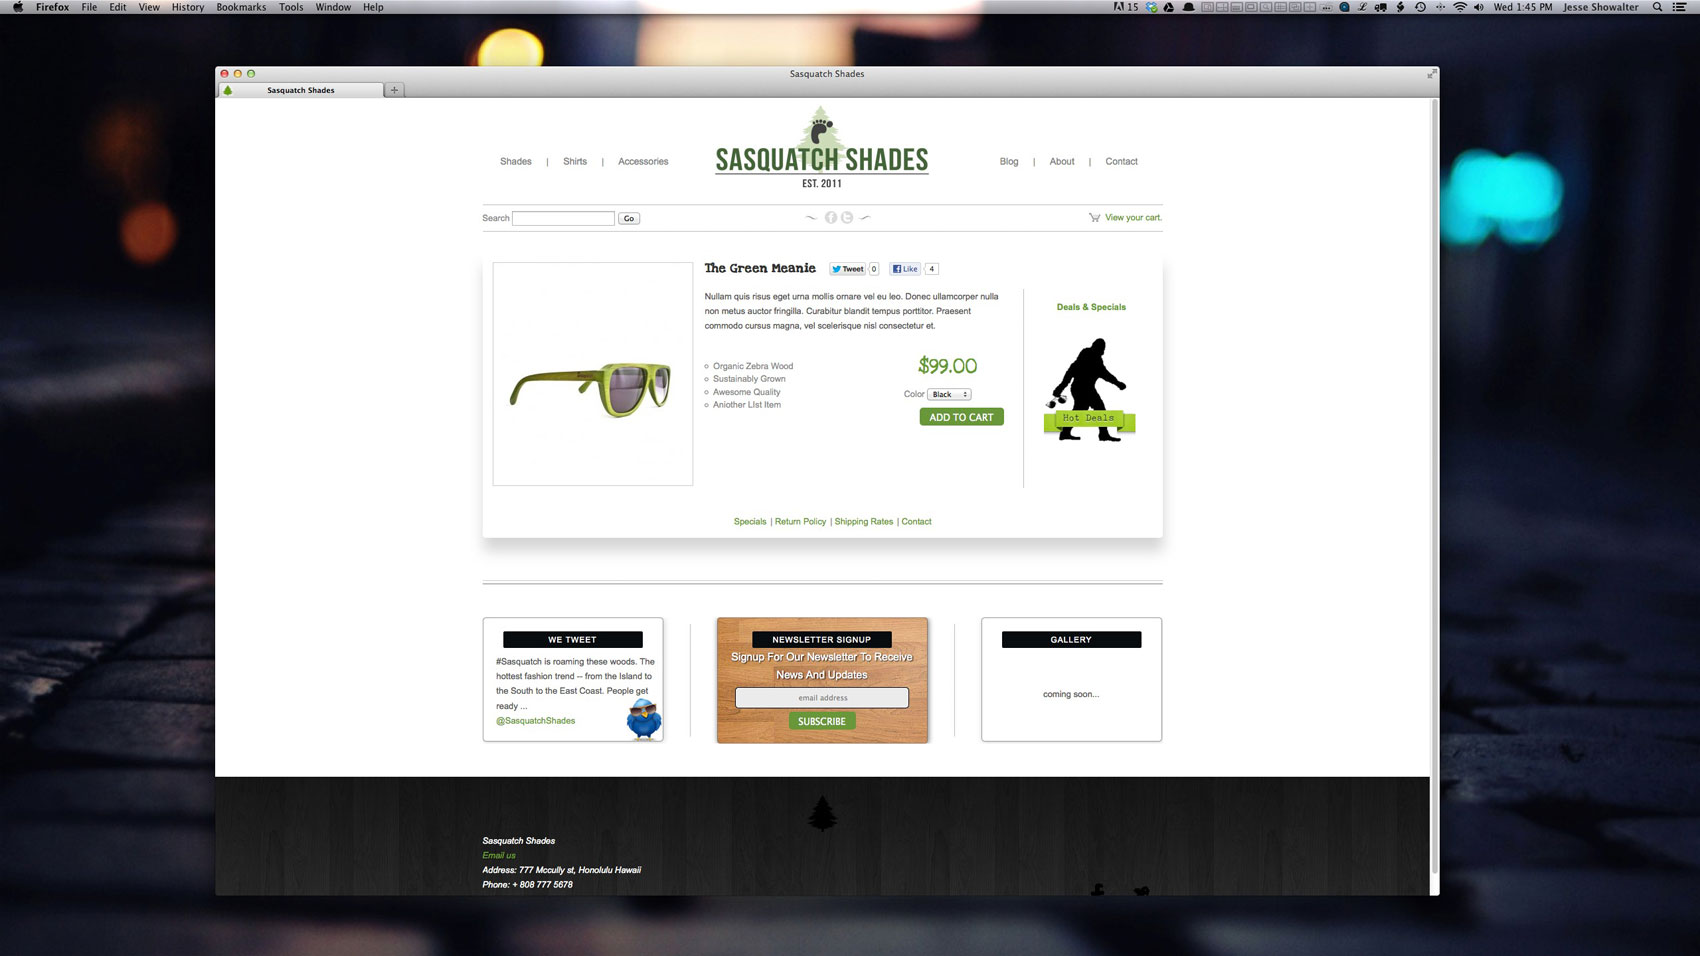 Firefox File Edit View History Bookmarks Tools Window Help
15
Wed 1:45 PM Jesse Showalter
Sasquatch Shades
Sasquatch Shades
Shades | Shirts | Accessories
SASQUATCH SHADES
EST. 2011
Blog | About | Contact
Search Go
View your cart.
The Green Meanie Tweet 0 Like 4
Nullam quis risus eget urna mollis ornare vel eu leo. Donec ullamcorper nulla
non metus auctor fringilla. Curabitur blandit tempus porttitor. Praesent
commodo cursus magna, vel scelerisque nisl consectetur et.
Organic Zebra Wood
Sustainably Grown
Awesome Quality
Aniother LIst Item
$99.00
Color Black
ADD TO CART
Deals & Specials
Hot Deals
Specials | Return Policy | Shipping Rates | Contact
WE TWEET
#Sasquatch is roaming these woods. The
hottest fashion trend -- from the Island to
the South to the East Coast. People get
ready ...
@SasquatchShades
NEWSLETTER SIGNUP
Signup For Our Newsletter To Receive
News And Updates
email address
SUBSCRIBE
GALLERY
coming soon...
Sasquatch Shades
Email us
Address: 777 Mccully st, Honolulu Hawaii
Phone: + 808 777 5678